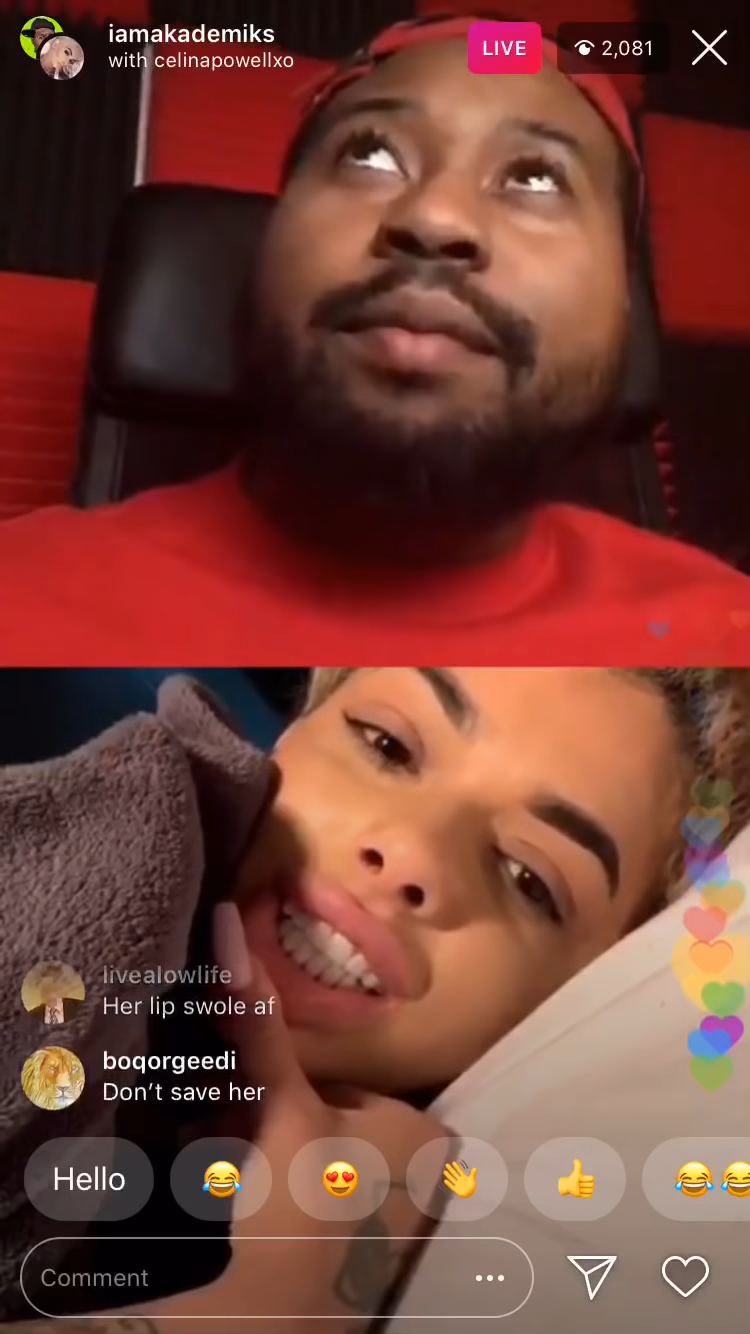 iamakademiks
with celinapowellxo
LIVE
2,081
livealowlife
Her lip swole af
boqorgeedi
Don’t save her
Hello
Comment